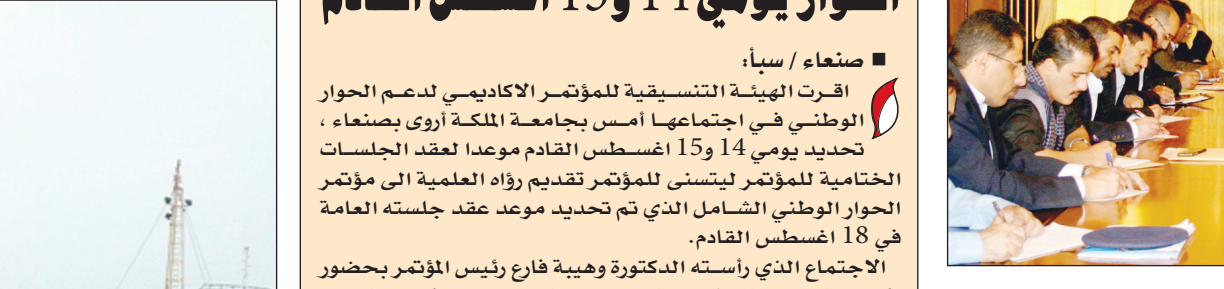 الحوار يومي 14 و15 اغسطس القادم
■ صنعاء / سبأ:
اقرت الهيئة التنسيقية للمؤتمر الاكاديمي لدعم الحوار
الوطني في اجتماعها أمس بجامعة الملكة أروى بصنعاء ،
تحديد يومي 14 و15 اغسطس القادم موعدا لعقد الجلسات
الختامية للمؤتمر ليتسنى للمؤتمر تقديم رؤاه العلمية الى مؤتمر
الحوار الوطني الشامل الذي تم تحديد موعد عقد جلسته العامة
في 18 اغسطس القادم.
الاجتماع الذي رأسته الدكتورة وهيبة فارع رئيس المؤتمر بحضور